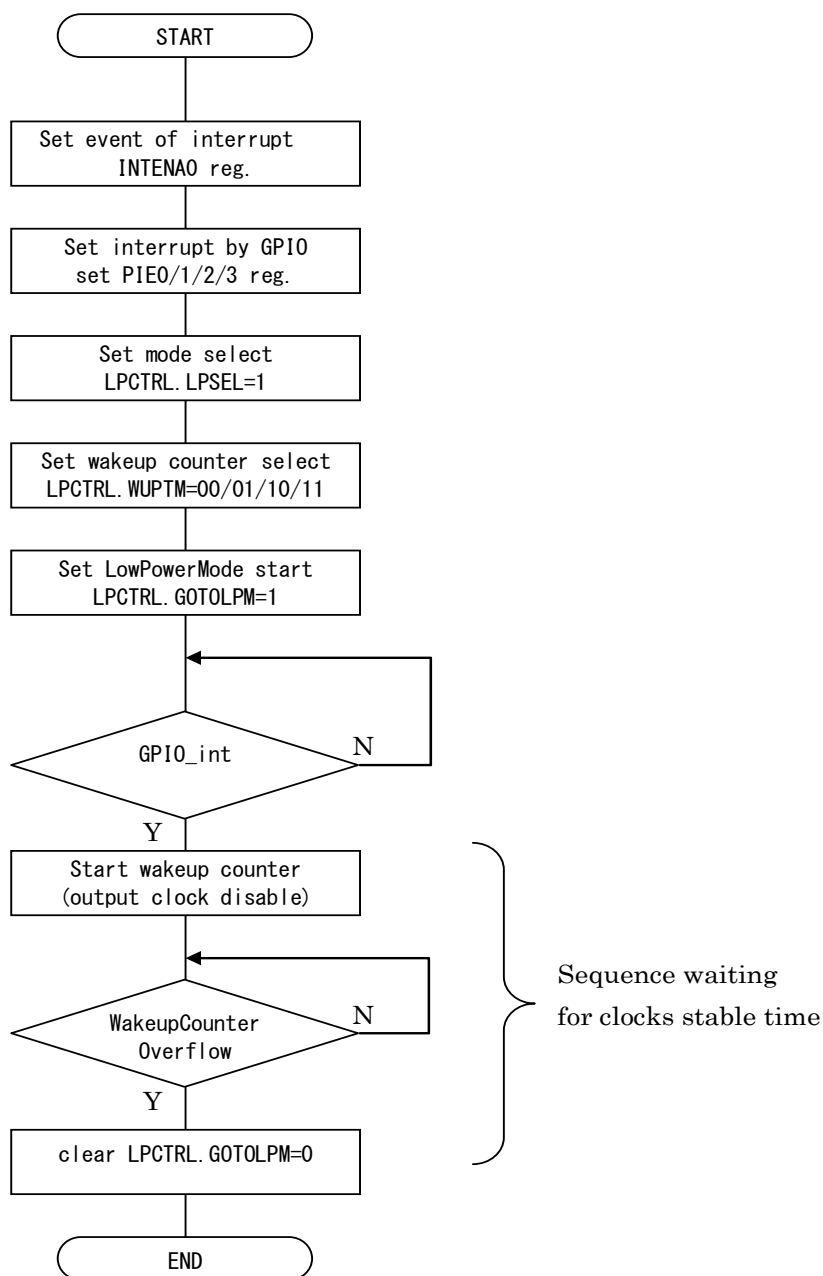 START
Set event of interrupt
INTENA0 reg.
Set interrupt by GPIO
set PIE0/1/2/3 reg.
Set mode select
LPCTRL.LPSEL=1
Set wakeup counter select
LPCTRL.WUPTM=00/01/10/11
Set LowPowerMode start
LPCTRL.GOTOLPM=1
GPIO_int
N
Y
Start wakeup counter
(output clock disable)
WakeupCounter
Overflow
N
Y
clear LPCTRL.GOTOLPM=0
END
Sequence waiting
for clocks stable time